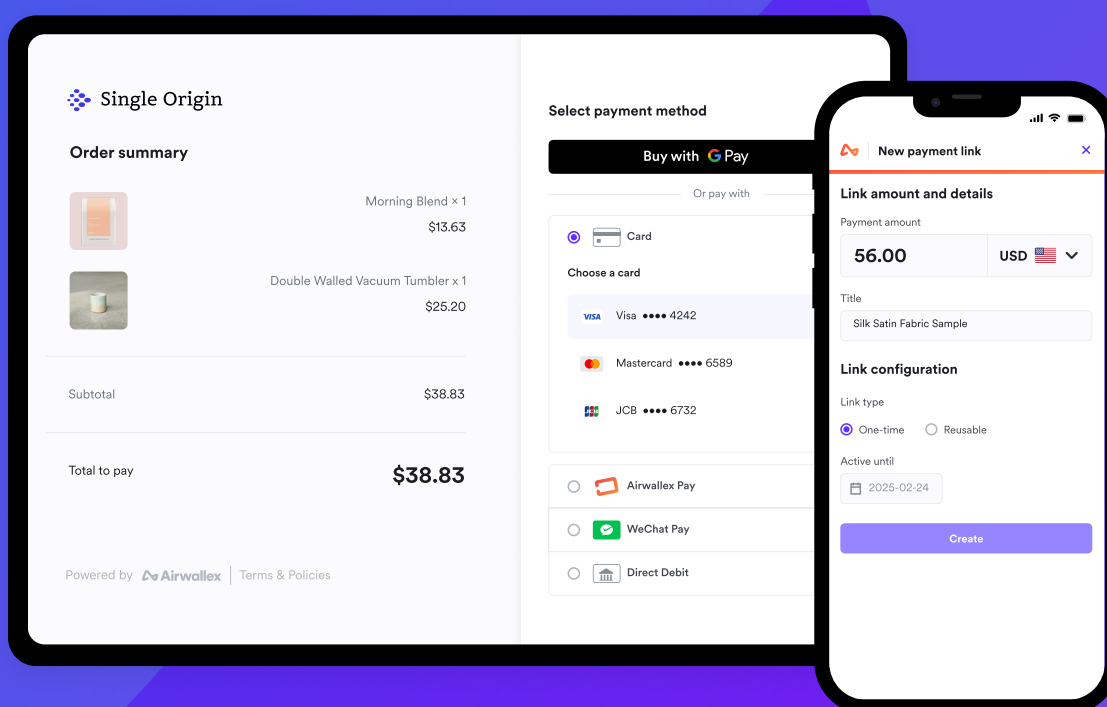 Single Origin
Order summary
Morning Blend × 1
$13.63
Double Walled Vacuum Tumbler x 1
$25.20
Subtotal
$38.83
Total to pay
$38.83
Powered by Airwallex Terms & Policies
Select payment method
Buy with G Pay
Or pay with
Card
Choose a card
VISA Visa •••• 4242
Mastercard •••• 6589
JCB JCB •••• 6732
Airwallex Pay
WeChat Pay
Direct Debit
New payment link
Link amount and details
Payment amount
56.00 USD
Title
Silk Satin Fabric Sample
Link configuration
Link type
One-time Reusable
Active until
2025-02-24
Create